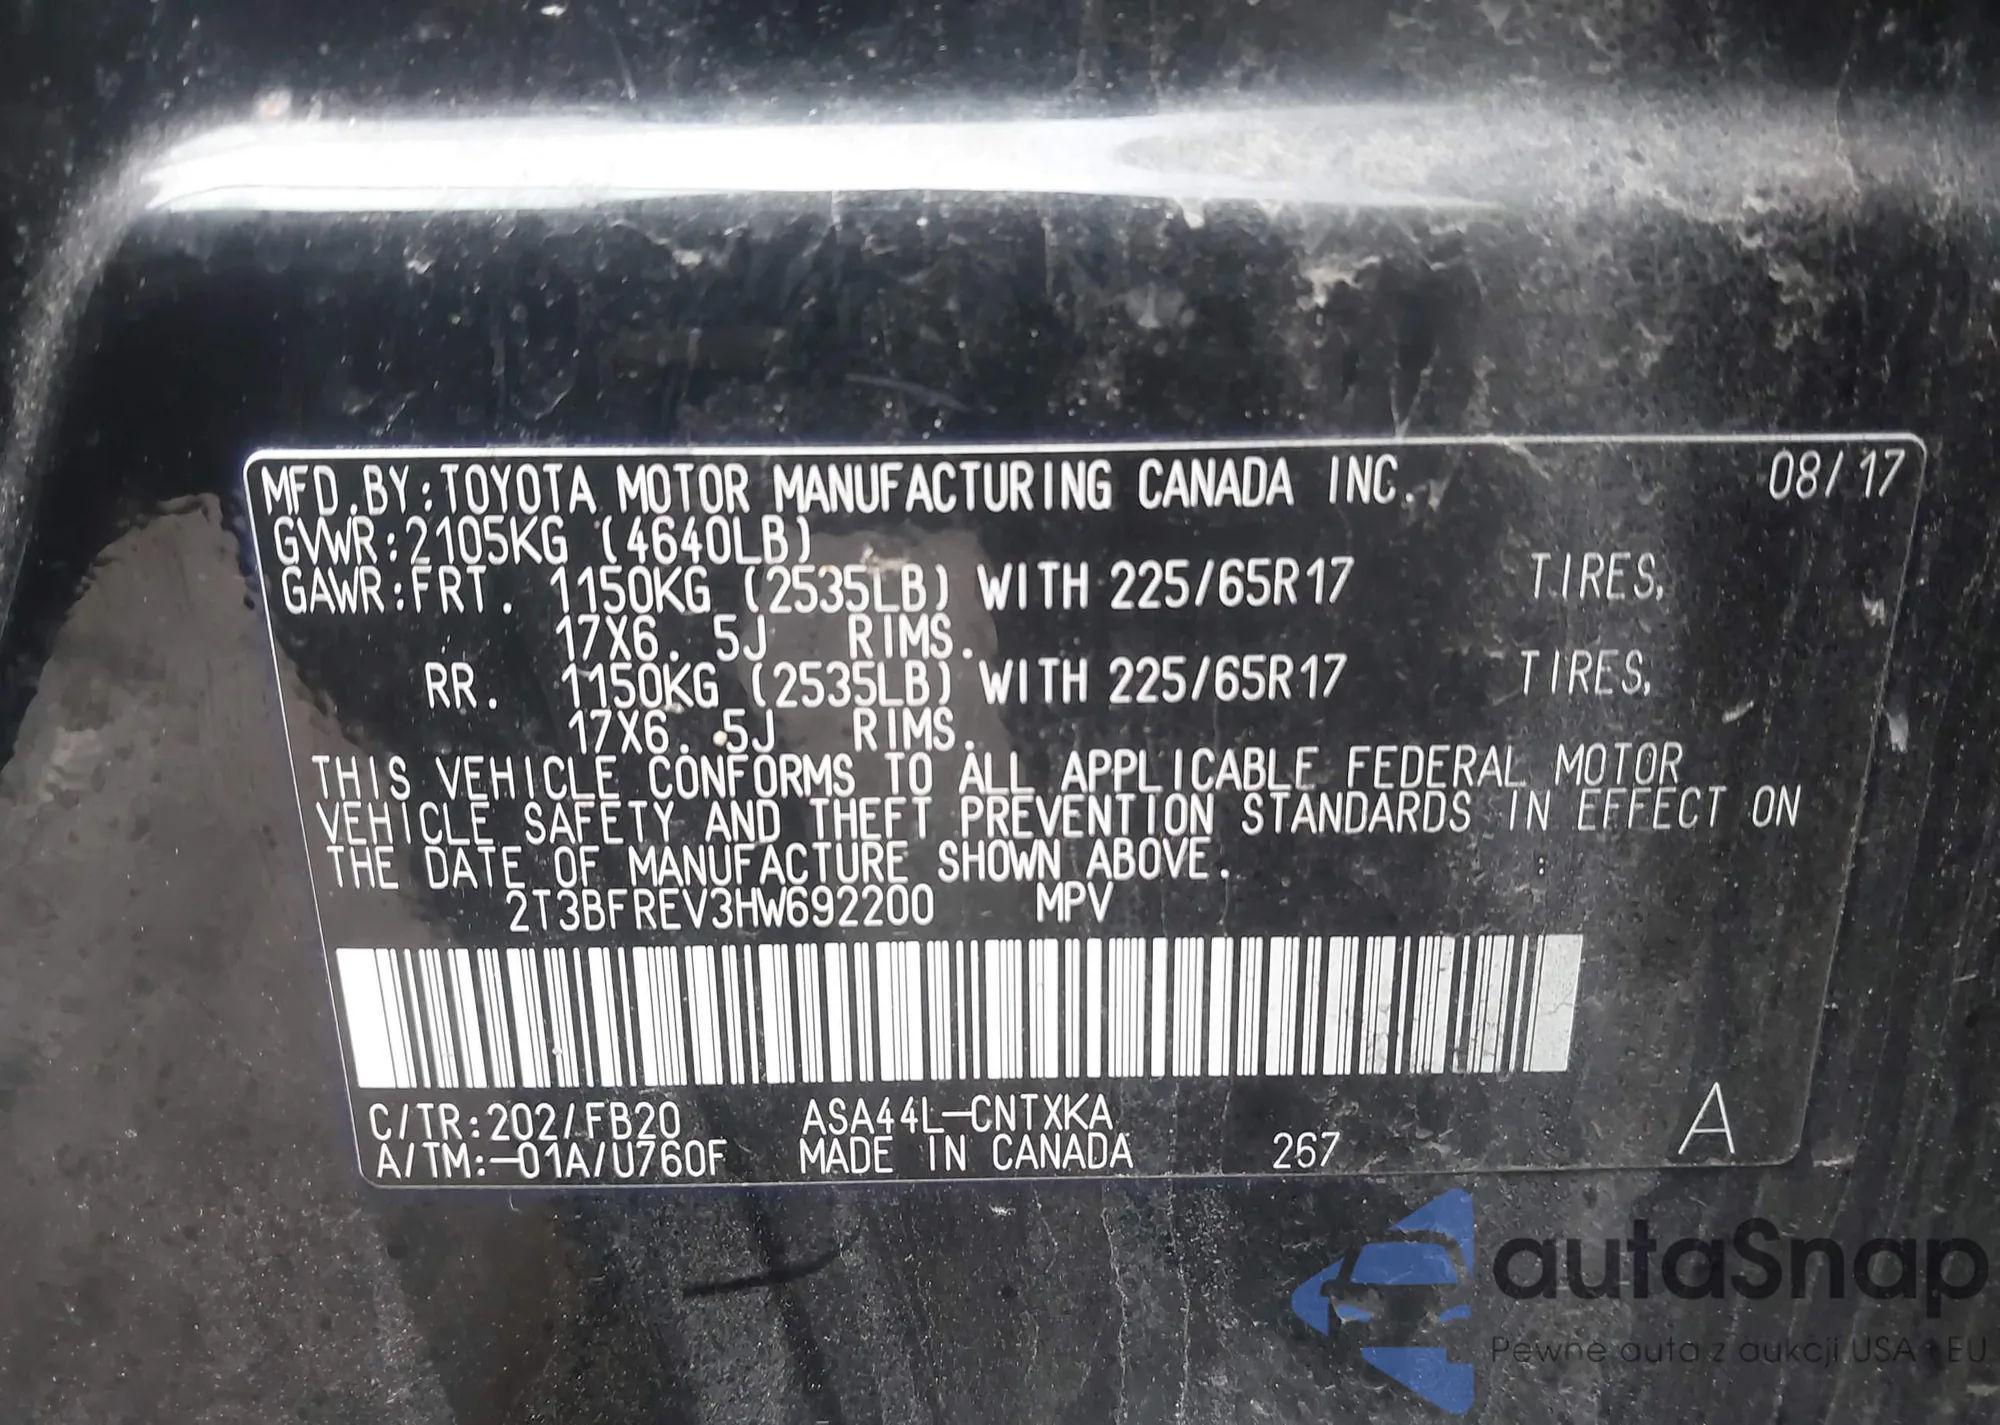 MFD.BY:TOYOTA MOTOR MANUFACTURING CANADA INC. 08/17
GVWR:2105KG (4640LB)
GAWR:FRT. 1150KG (2535LB) WITH 225/65R17 TIRES,
17X6.5J RIMS.
RR. 1150KG (2535LB) WITH 225/65R17 TIRES,
17X6.5J RIMS.
THIS VEHICLE CONFORMS TO ALL APPLICABLE FEDERAL MOTOR
VEHICLE SAFETY AND THEFT PREVENTION STANDARDS IN EFFECT ON
THE DATE OF MANUFACTURE SHOWN ABOVE. :
2T3BFREV3HW692200 MPV
C/TR:202/FB20 ASA44L-CNTXKA A
A/TM:-01A/U760F MADE IN CANADA 267
autaSnap
Pewne auta z aukcji USA i EU